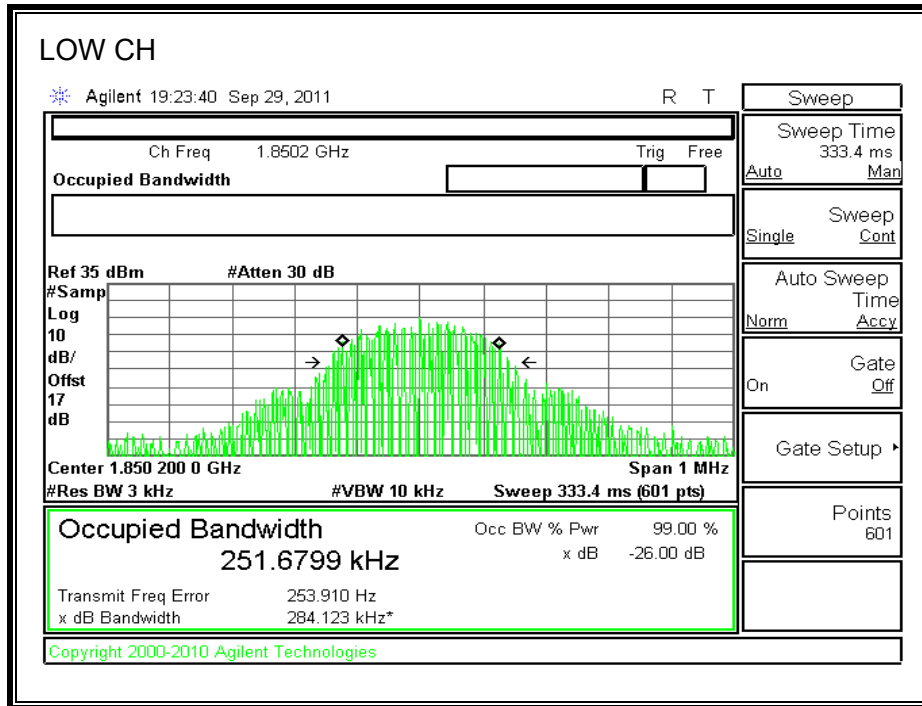 LOW CH
Agilent 19:23:40 Sep 29, 2011 R T
Ch Freq 1.8502 GHz Trig Free
Occupied Bandwidth
Ref 35 dBm #Atten 30 dB
#Samp
Log
10
dB/
Offst
17
dB
Center 1.850 200 0 GHz Span 1 MHz
#Res BW 3 kHz #VBW 10 kHz Sweep 333.4 ms (601 pts)
Occupied Bandwidth Occ BW % Pwr 99.00 %
251.6799 kHz x dB -26.00 dB
Transmit Freq Error 253.910 Hz
x dB Bandwidth 284.123 kHz*
Copyright 2000-2010 Agilent Technologies
Sweep
Sweep Time
333.4 ms
Auto Man
Sweep
Single Cont
Auto Sweep
Time
Norm Accy
Gate
On Off
Gate Setup
Points
601